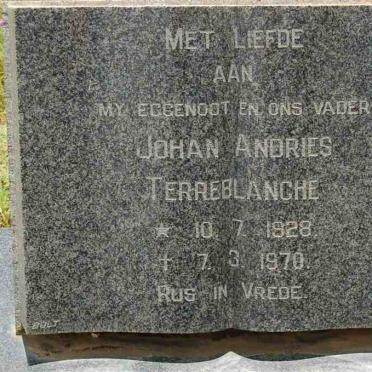 MET LIEFDE
AAN
MY EGGENOOT EN ONS VADER
JOHAN ANDRIES
TERREBLANCHE
* 10. 7. 1928.
† 7. 3. 1970.
RUS IN VREDE.
BULT